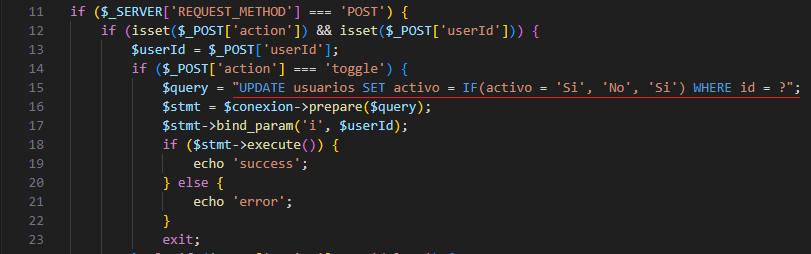 11 if ($_SERVER['REQUEST_METHOD'] === 'POST') {
12 if (isset($_POST['action']) && isset($_POST['userId'])) {
13 $userId = $_POST['userId'];
14 if ($_POST['action'] === 'toggle') {
15 $query = "UPDATE usuarios SET activo = IF(activo = 'Si', 'No', 'Si') WHERE id = ?";
16 $stmt = $conexion->prepare($query);
17 $stmt->bind_param('i', $userId);
18 if ($stmt->execute()) {
19 echo 'success';
20 } else {
21 echo 'error';
22 }
23 exit;